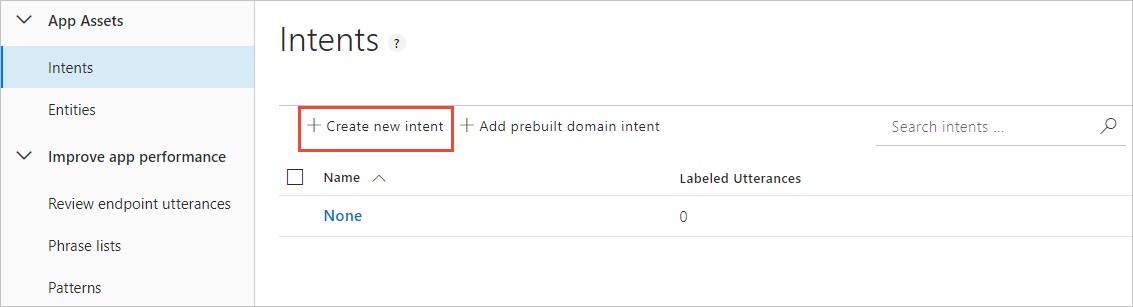 App Assets
Intents
Entities
Improve app performance
Review endpoint utterances
Phrase lists
Patterns
Intents ?
+ Create new intent + Add prebuilt domain intent Search intents ...
Name Labeled Utterances
None 0